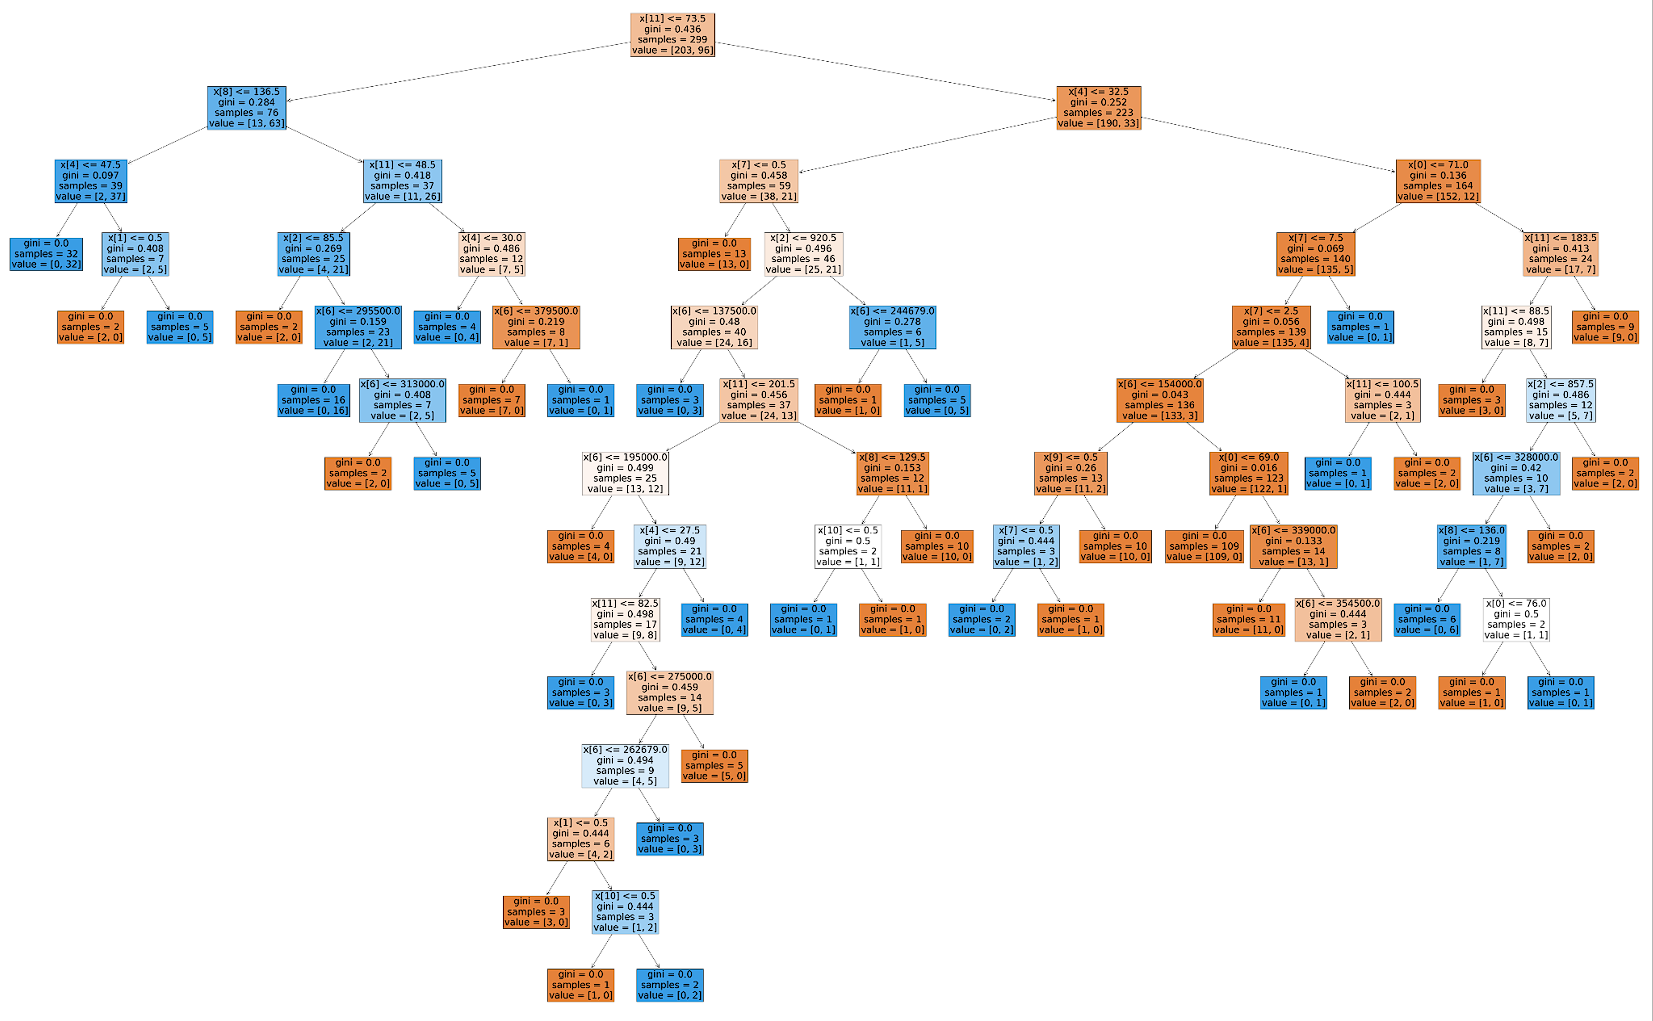 x[11] <= 73.5
gini = 0.436
samples = 299
value = [203, 96]
x[8] <= 136.5
gini = 0.284
samples = 76
value = [13, 63]
x[4] <= 32.5
gini = 0.252
samples = 223
value = [190, 33]
x[4] <= 47.5
gini = 0.097
samples = 39
value = [2, 37]
x[11] <= 48.5
gini = 0.418
samples = 37
value = [11, 26]
x[7] <= 0.5
gini = 0.458
samples = 59
value = [38, 21]
x[0] <= 71.0
gini = 0.136
samples = 164
value = [152, 12]
gini = 0.0
samples = 32
value = [0, 32]
x[1] <= 0.5
gini = 0.408
samples = 7
value = [2, 5]
x[2] <= 85.5
gini = 0.269
samples = 25
value = [4, 21]
x[4] <= 30.0
gini = 0.486
samples = 12
value = [7, 5]
gini = 0.0
samples = 13
value = [13, 0]
x[2] <= 920.5
gini = 0.496
samples = 46
value = [25, 21]
x[7] <= 7.5
gini = 0.069
samples = 140
value = [135, 5]
x[11] <= 183.5
gini = 0.413
samples = 24
value = [17, 7]
gini = 0.0
samples = 2
value = [2, 0]
gini = 0.0
samples = 5
value = [0, 5]
gini = 0.0
samples = 2
value = [2, 0]
x[6] <= 295500.0
gini = 0.159
samples = 23
value = [2, 21]
gini = 0.0
samples = 4
value = [0, 4]
x[6] <= 379500.0
gini = 0.219
samples = 8
value = [7, 1]
x[6] <= 137500.0
gini = 0.48
samples = 40
value = [24, 16]
x[6] <= 244679.0
gini = 0.278
samples = 6
value = [1, 5]
x[7] <= 2.5
gini = 0.056
samples = 139
value = [135, 4]
gini = 0.0
samples = 1
value = [0, 1]
x[11] <= 88.5
gini = 0.498
samples = 15
value = [8, 7]
gini = 0.0
samples = 9
value = [9, 0]
gini = 0.0
samples = 16
value = [0, 16]
x[6] <= 313000.0
gini = 0.408
samples = 7
value = [2, 5]
gini = 0.0
samples = 7
value = [7, 0]
gini = 0.0
samples = 1
value = [0, 1]
gini = 0.0
samples = 3
value = [0, 3]
x[11] <= 201.5
gini = 0.456
samples = 37
value = [24, 13]
gini = 0.0
samples = 1
value = [1, 0]
gini = 0.0
samples = 5
value = [0, 5]
x[6] <= 154000.0
gini = 0.043
samples = 136
value = [133, 3]
x[11] <= 100.5
gini = 0.444
samples = 3
value = [2, 1]
gini = 0.0
samples = 3
value = [3, 0]
x[2] <= 857.5
gini = 0.486
samples = 12
value = [5, 7]
gini = 0.0
samples = 2
value = [2, 0]
gini = 0.0
samples = 5
value = [0, 5]
x[6] <= 195000.0
gini = 0.499
samples = 25
value = [13, 12]
x[8] <= 129.5
gini = 0.153
samples = 12
value = [11, 1]
x[9] <= 0.5
gini = 0.26
samples = 13
value = [11, 2]
x[0] <= 69.0
gini = 0.016
samples = 123
value = [122, 1]
gini = 0.0
samples = 1
value = [0, 1]
gini = 0.0
samples = 2
value = [2, 0]
x[6] <= 328000.0
gini = 0.42
samples = 10
value = [3, 7]
gini = 0.0
samples = 2
value = [2, 0]
gini = 0.0
samples = 4
value = [4, 0]
x[4] <= 27.5
gini = 0.49
samples = 21
value = [9, 12]
x[10] <= 0.5
gini = 0.5
samples = 2
value = [1, 1]
gini = 0.0
samples = 10
value = [10, 0]
x[7] <= 0.5
gini = 0.444
samples = 3
value = [1, 2]
gini = 0.0
samples = 10
value = [10, 0]
gini = 0.0
samples = 109
value = [109, 0]
x[6] <= 339000.0
gini = 0.133
samples = 14
value = [13, 1]
x[8] <= 136.0
gini = 0.219
samples = 8
value = [1, 7]
gini = 0.0
samples = 2
value = [2, 0]
x[11] <= 82.5
gini = 0.498
samples = 17
value = [9, 8]
gini = 0.0
samples = 4
value = [0, 4]
gini = 0.0
samples = 1
value = [0, 1]
gini = 0.0
samples = 1
value = [1, 0]
gini = 0.0
samples = 2
value = [0, 2]
gini = 0.0
samples = 1
value = [1, 0]
gini = 0.0
samples = 11
value = [11, 0]
x[6] <= 354500.0
gini = 0.444
samples = 3
value = [2, 1]
gini = 0.0
samples = 6
value = [0, 6]
x[0] <= 76.0
gini = 0.5
samples = 2
value = [1, 1]
gini = 0.0
samples = 3
value = [0, 3]
x[6] <= 275000.0
gini = 0.459
samples = 14
value = [9, 5]
gini = 0.0
samples = 1
value = [0, 1]
gini = 0.0
samples = 2
value = [2, 0]
gini = 0.0
samples = 1
value = [1, 0]
gini = 0.0
samples = 1
value = [0, 1]
x[6] <= 262679.0
gini = 0.494
samples = 9
value = [4, 5]
gini = 0.0
samples = 5
value = [5, 0]
x[1] <= 0.5
gini = 0.444
samples = 6
value = [4, 2]
gini = 0.0
samples = 3
value = [0, 3]
gini = 0.0
samples = 3
value = [3, 0]
x[10] <= 0.5
gini = 0.444
samples = 3
value = [1, 2]
gini = 0.0
samples = 1
value = [1, 0]
gini = 0.0
samples = 2
value = [0, 2]